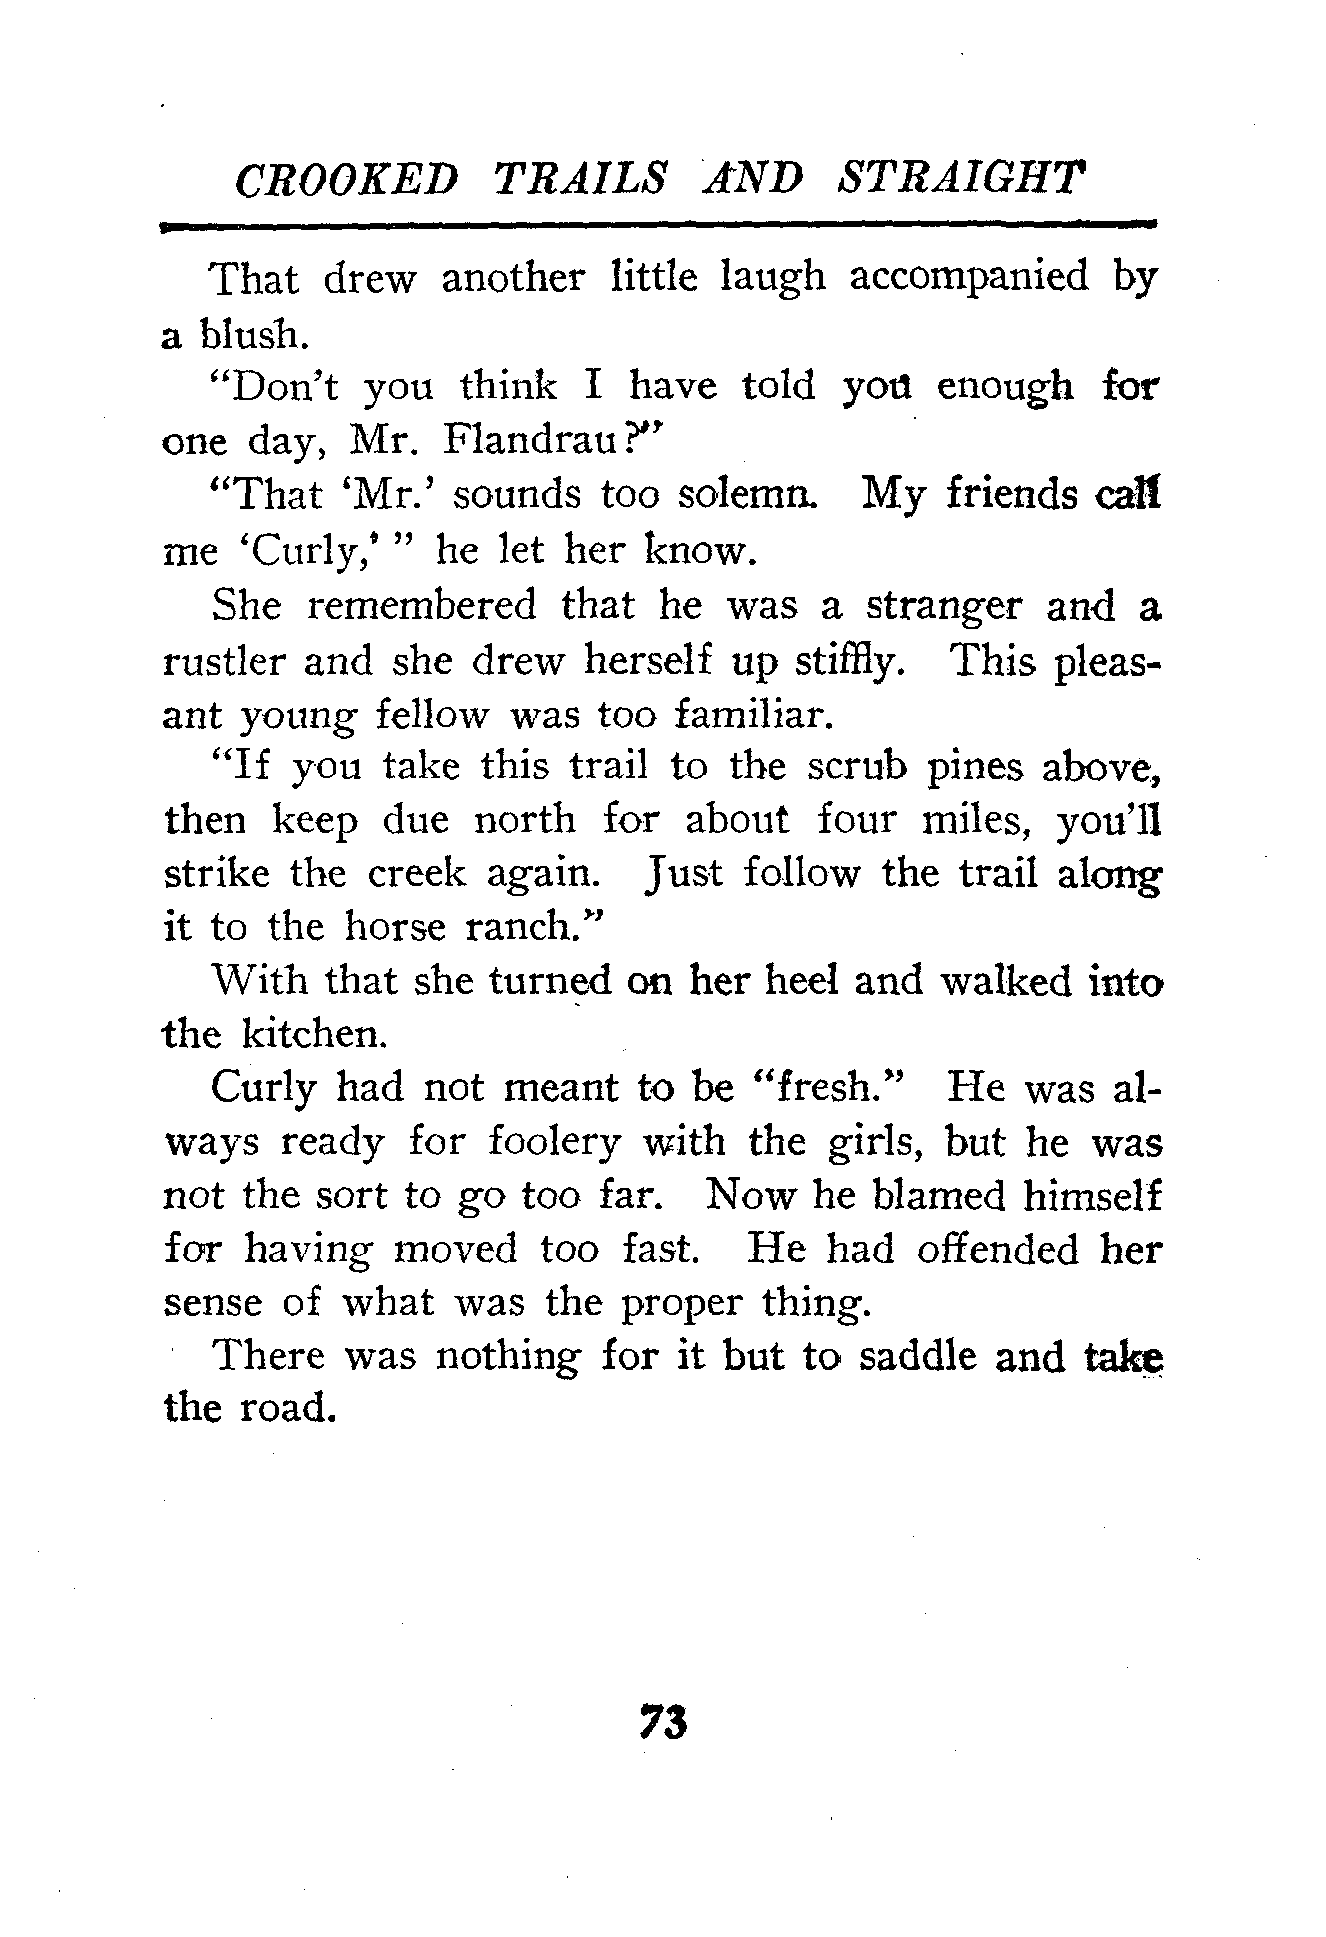 CROOKED TRAILS AND STRAIGHT
That drew another little laugh accompanied by
a blush.
“Don’t you think I have told you enough for
one day, Mr. Flandrau?”
“That ‘Mr.’ sounds too solemn. My friends call
me ‘Curly,’ ” he let her know.
She remembered that he was a stranger and a
rustler and she drew herself up stiffly. This pleas-
ant young fellow was too familiar.
“If you take this trail to the scrub pines above,
then keep due north for about four miles, you’ll
strike the creek again. Just follow the trail along
it to the horse ranch.”
With that she turned on her heel and walked into
the kitchen.
Curly had not meant to be “fresh.” He was al-
ways ready for foolery with the girls, but he was
not the sort to go too far. Now he blamed himself
for having moved too fast. He had offended her
sense of what was the proper thing.
There was nothing for it but to saddle and take
the road.
73